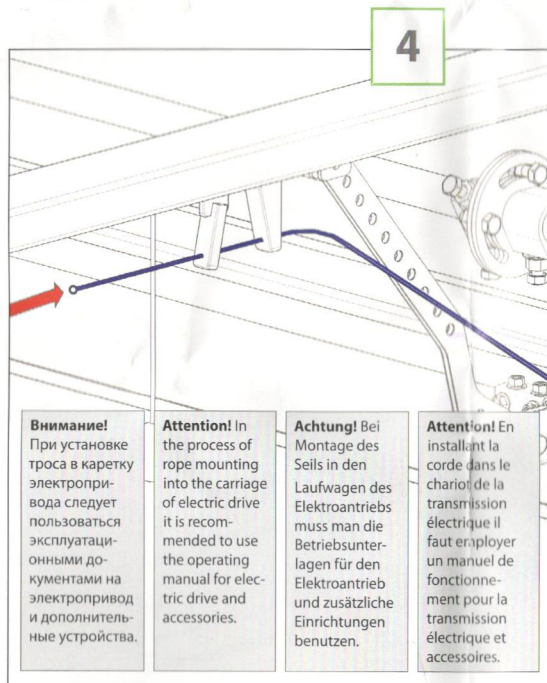 4
Внимание!
При установке
троса в каретку
электропри-
вода следует
пользоваться
эксплуатаци-
онными до-
кументами на
электропривод
и дополнитель-
ные устройства.
Attention! In
the process of
rope mounting
into the carriage
of electric drive
it is recom-
mended to use
the operating
manual for elec-
tric drive and
accessories.
Achtung! Bei
Montage des
Seils in den
Laufwagen des
Elektroantriebs
muss man die
Betriebsunter-
lagen für den
Elektroantrieb
und zusätzliche
Einrichtungen
benutzen.
Attention! En
installant la
corde dans le
chariot de la
transmission
électrique il
faut employer
un manuel de
fonctionne-
ment pour la
transmission
électrique et
accessoires.